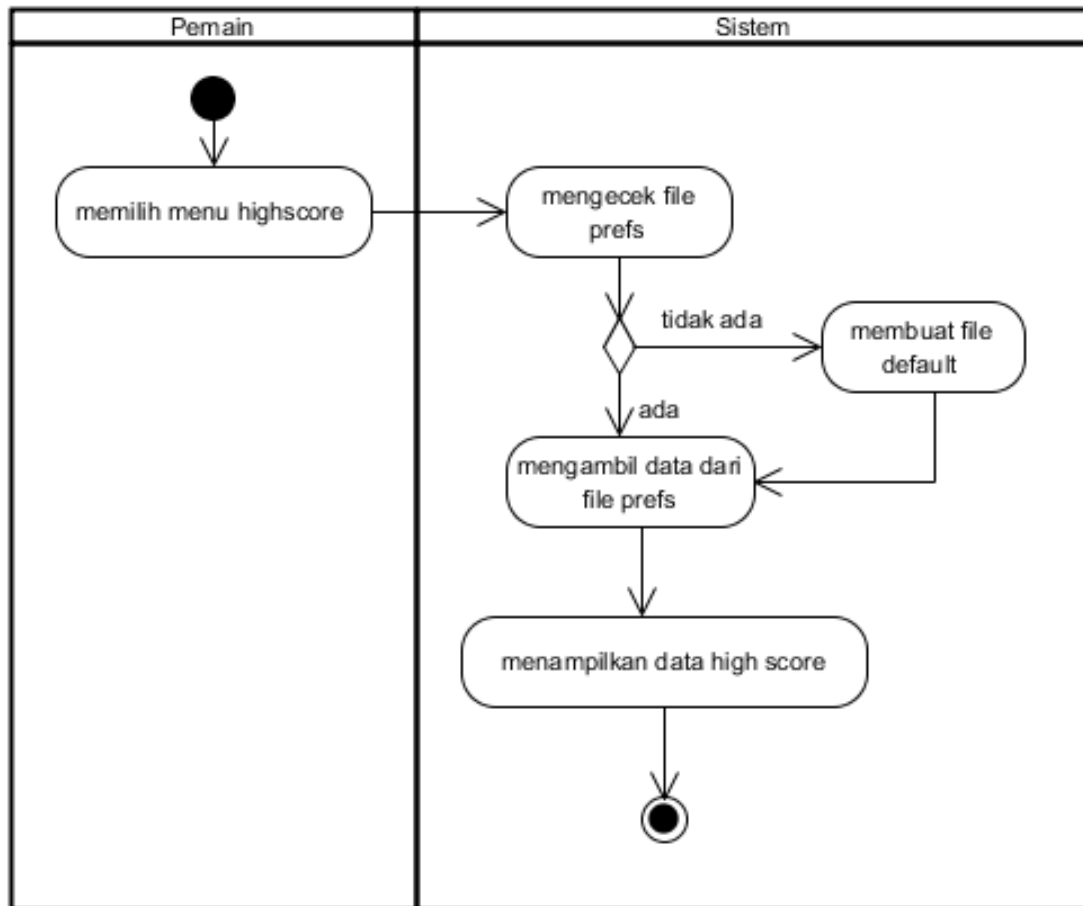 Pemain
Sistem
memilih menu highscore
mengecek file
prefs
tidak ada
membuat file
default
ada
mengambil data dari
file prefs
menampilkan data high score